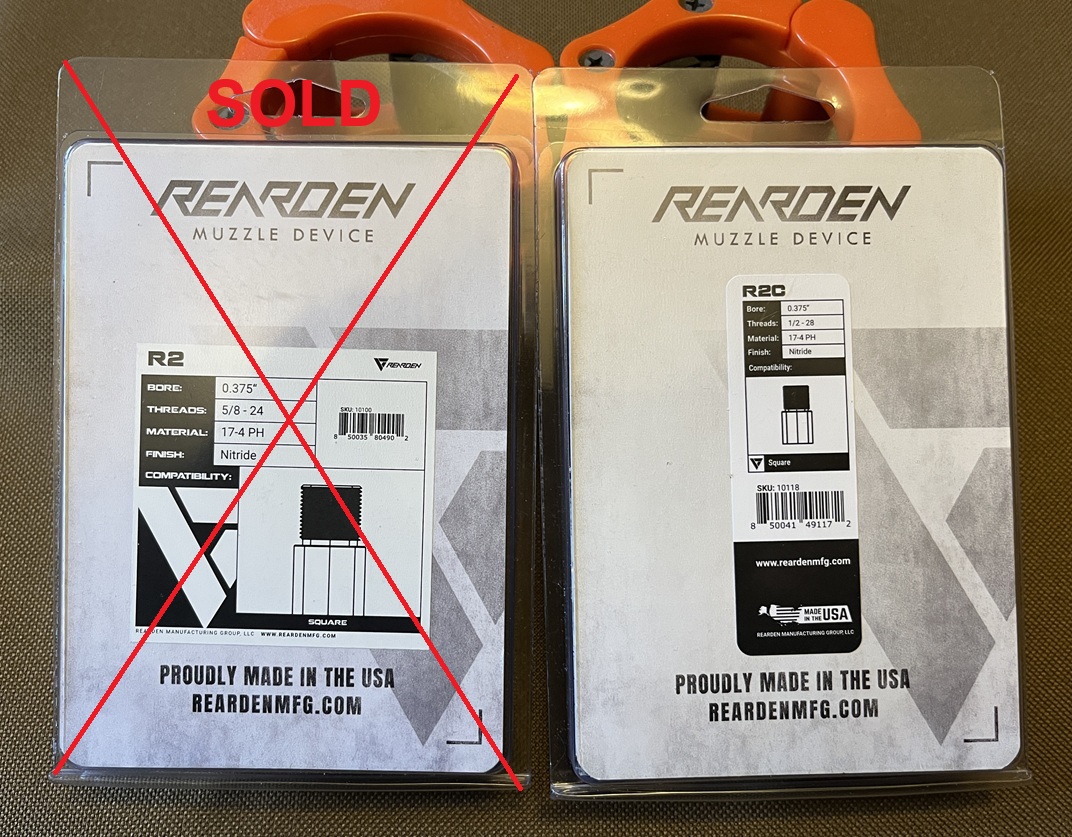 SOLD
REARDEN
MUZZLE DEVICE
R2
REARDEN
BORE: 0.375"
THREADS: 5/8 - 24
MATERIAL: 17-4 PH
FINISH: Nitride
COMPATIBILITY:
SKU: 10100
8 50035 80490 2
SQUARE
REARDEN MANUFACTURING GROUP, LLC WWW.REARDENMFG.COM
PROUDLY MADE IN THE USA
REARDENMFG.COM
REARDEN
MUZZLE DEVICE
R2C
Bore: 0.375"
Threads: 1/2 - 28
Material: 17-4 PH
Finish: Nitride
Compatibility:
Square
SKU: 10118
8 50041 49117 2
www.reardenmfg.com
MADE
IN THE USA
REARDEN MANUFACTURING GROUP, LLC
PROUDLY MADE IN THE USA
REARDENMFG.COM